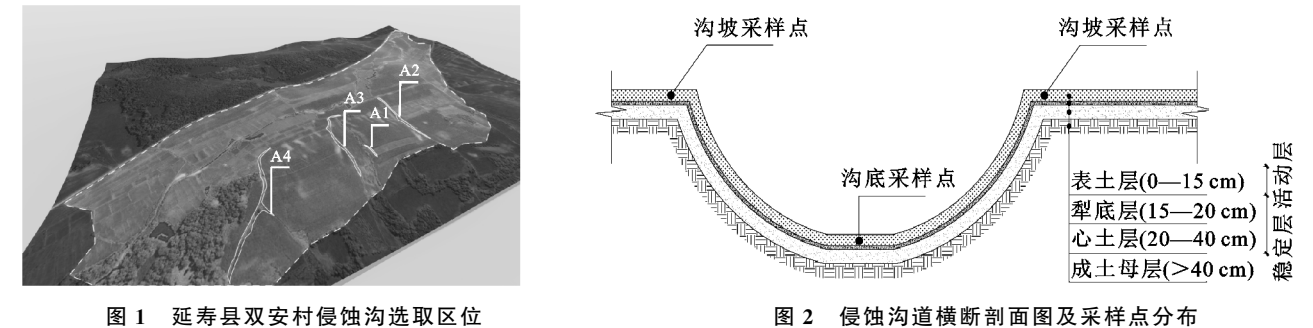 A2
A3
A1
A4
图 1 延寿县双安村侵蚀沟选取区位
沟坡采样点
沟坡采样点
沟底采样点
表土层(0—15 cm)
犁底层(15—20 cm)
心土层(20—40 cm)
成土母层(>40 cm)
活动层
稳定层
图 2 侵蚀沟道横断剖面图及采样点分布